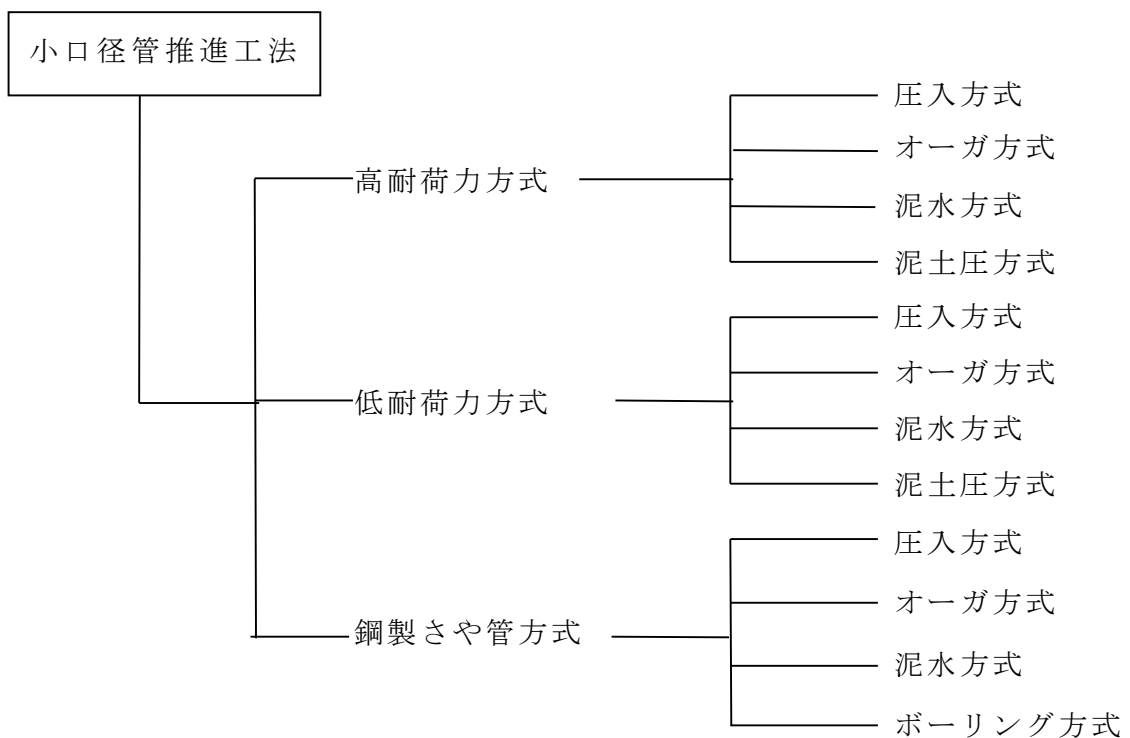 小口径管推進工法
高耐荷力方式
圧入方式
オーガ方式
泥水方式
泥土圧方式
低耐荷力方式
圧入方式
オーガ方式
泥水方式
泥土圧方式
鋼製さや管方式
圧入方式
オーガ方式
泥水方式
ボーリング方式